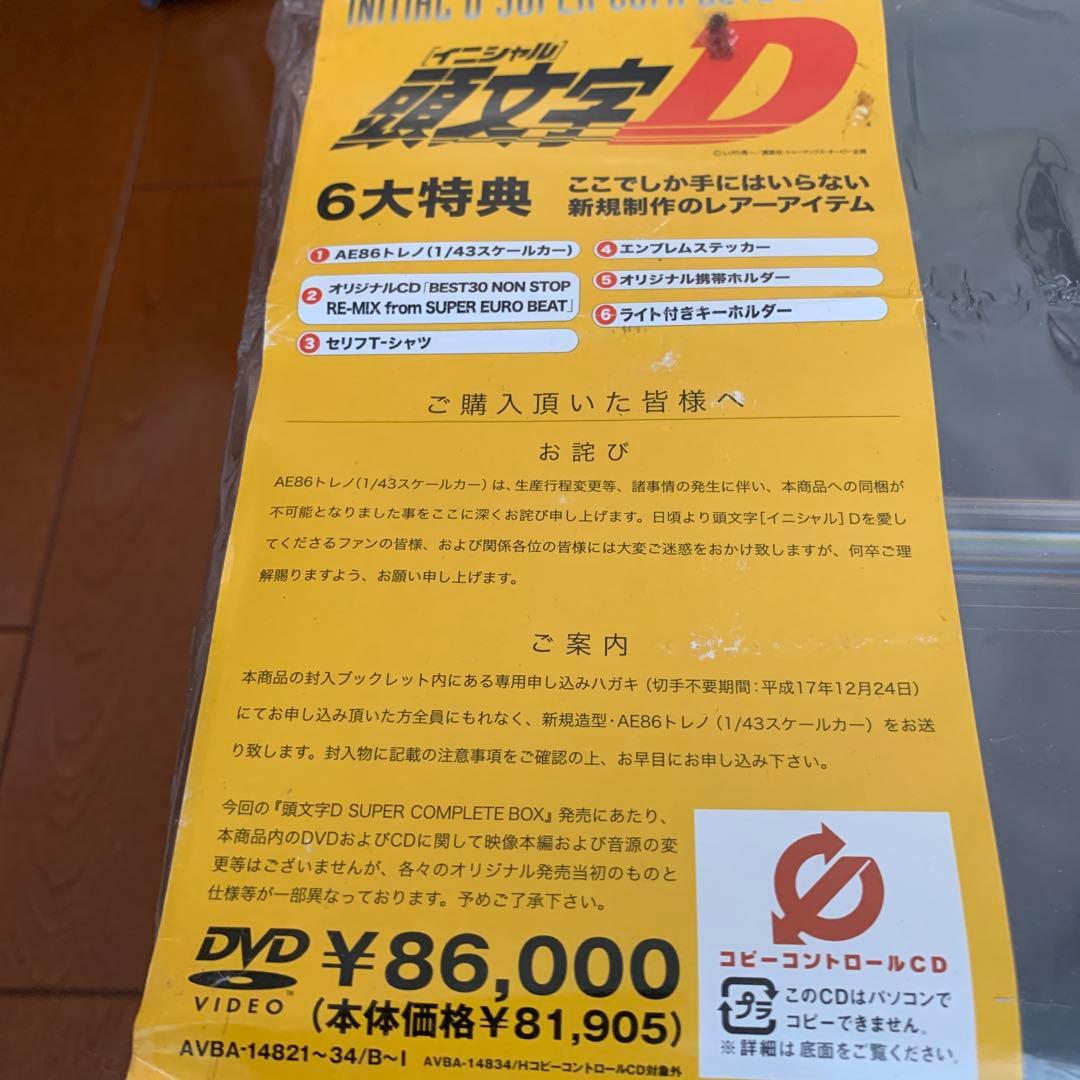 INITIAL D SUPER COMPLETE
[イニシャル]
頭文字D
6大特典
ここでしか手にはいらない
新規制作のレアーアイテム
1 AE86トレノ(1/43スケールカー)
2 オリジナルCD「BEST30 NON STOP
RE-MIX from SUPER EURO BEAT」
3 セリフT-シャツ
4 エンブレムステッカー
5 オリジナル携帯ホルダー
6 ライト付きキーホルダー
ご購入頂いた皆様へ
お詫び
AE86トレノ(1/43スケールカー)は、生産行程変更等、諸事情の発生に伴い、本商品への同梱が
不可能となりました事をここに深くお詫び申し上げます。日頃より頭文字[イニシャル]Dを愛し
てくださるファンの皆様、および関係各位の皆様には大変ご迷惑をおかけ致しますが、何卒ご理
解賜りますよう、お願い申し上げます。
ご案内
本商品の封入ブックレット内にある専用申し込みハガキ(切手不要期間:平成17年12月24日)
にてお申し込み頂いた方全員にもれなく、新規造型・AE86トレノ(1/43スケールカー)をお送
り致します。封入物に記載の注意事項をご確認の上、お早目にお申し込み下さい。
今回の『頭文字D SUPER COMPLETE BOX』発売にあたり、
本商品内のDVDおよびCDに関して映像本編および音源の変
更等はございませんが、各々のオリジナル発売当初のものと
仕様等が一部異なっております。予めご了承下さい。
DVD
VIDEO™
¥86,000
(本体価格¥81,905)
AVBA-14821~34/B~I
AVBA-14834/HコピーコントロールCD対象外
コピーコントロールCD
プラ
このCDはパソコンで
コピーできません。
※詳細は底面をご覧ください。